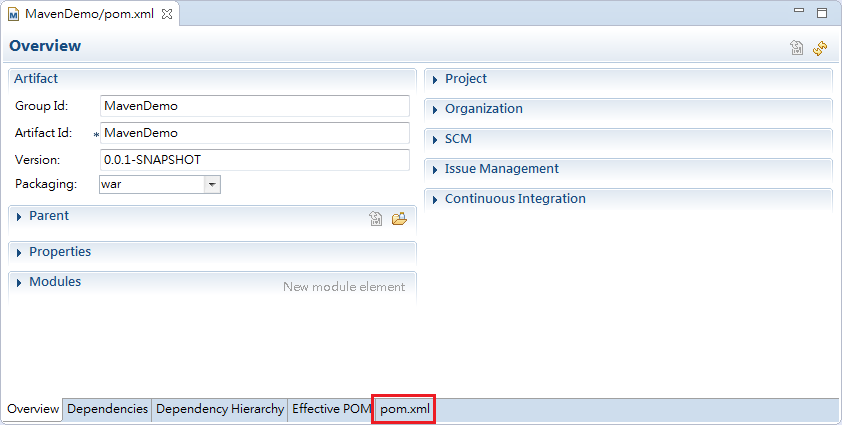 MavenDemo/pom.xml
Overview
Artifact
Group Id: MavenDemo
Artifact Id: * MavenDemo
Version: 0.0.1-SNAPSHOT
Packaging: war
Parent
Properties
Modules
New module element
Project
Organization
SCM
Issue Management
Continuous Integration
Overview Dependencies Dependency Hierarchy Effective POM pom.xml